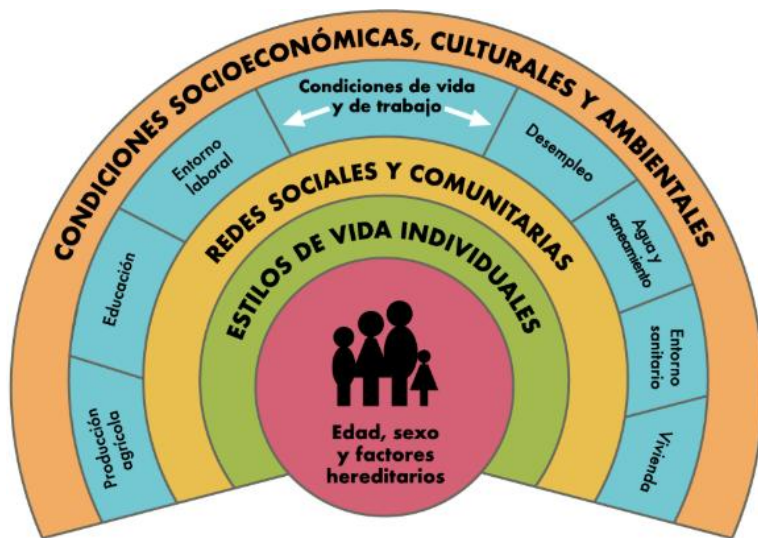 CONDICIONES SOCIOECONÓMICAS, CULTURALES Y AMBIENTALES
Condiciones de vida
y de trabajo
Producción
agrícola
Educación
Entorno
laboral
Desempleo
Agua y
saneamiento
Entorno
sanitario
Vivienda
REDES SOCIALES Y COMUNITARIAS
ESTILOS DE VIDA INDIVIDUALES
Edad, sexo
y factores
hereditarios